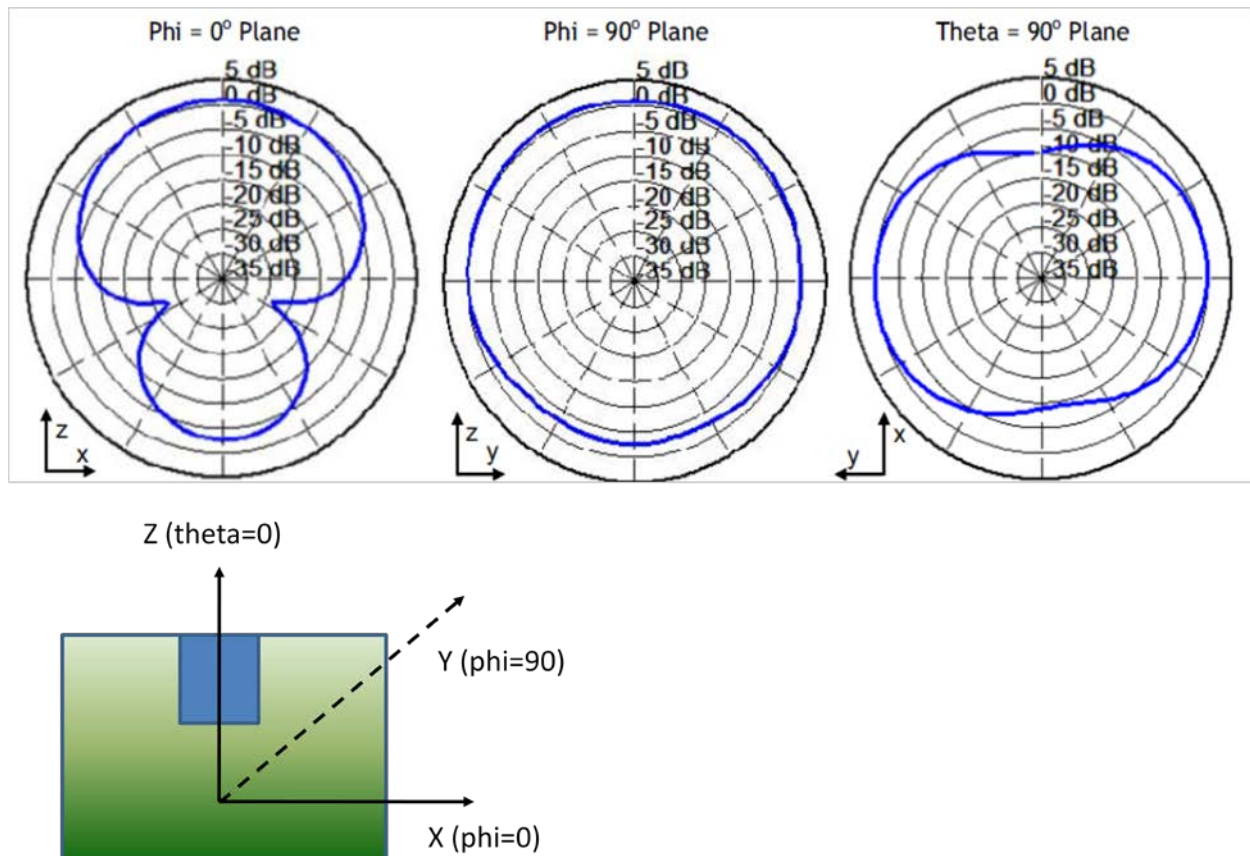 Phi = 0° Plane
5 dB
0 dB
-5 dB
-10 dB
-15 dB
-20 dB
-25 dB
-30 dB
-35 dB
z
x
Phi = 90° Plane
5 dB
0 dB
-5 dB
-10 dB
-15 dB
-20 dB
-25 dB
-30 dB
-35 dB
z
y
Theta = 90° Plane
5 dB
0 dB
-5 dB
-10 dB
-15 dB
-20 dB
-25 dB
-30 dB
-35 dB
x
y
Z (theta=0)
Y (phi=90)
X (phi=0)